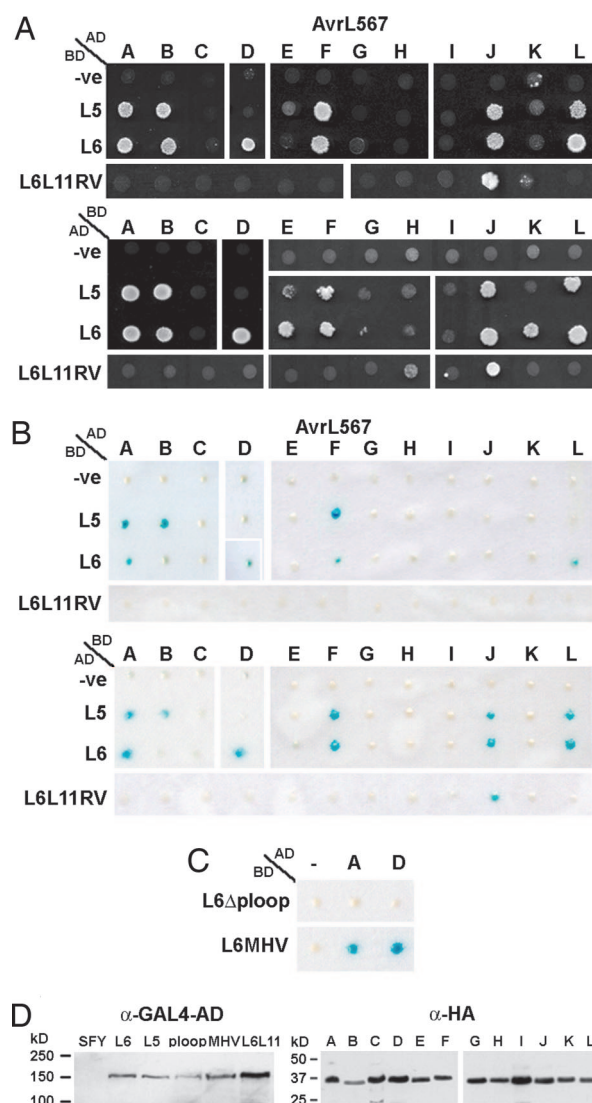 A
AD
BD
AvrL567
A B C D E F G H I J K L
-ve
L5
L6
L6L11RV
BD
AD
A B C D E F G H I J K L
-ve
L5
L6
L6L11RV
B
AD
BD
AvrL567
A B C D E F G H I J K L
-ve
L5
L6
L6L11RV
BD
AD
A B C D E F G H I J K L
-ve
L5
L6
L6L11RV
C
AD
BD
- A D
L6Δploop
L6MHV
D
α-GAL4-AD
α-HA
kD SFY L6 L5 ploop MHV L6L11
250
150
100
kD A B C D E F G H I J K L
50
37
25